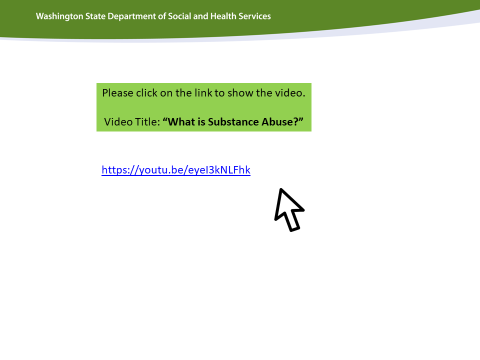 Washington State Department of Social and Health Services
Please click on the link to show the video.
Video Title: “What is Substance Abuse?”
https://youtu.be/eyeI3kNLFhk